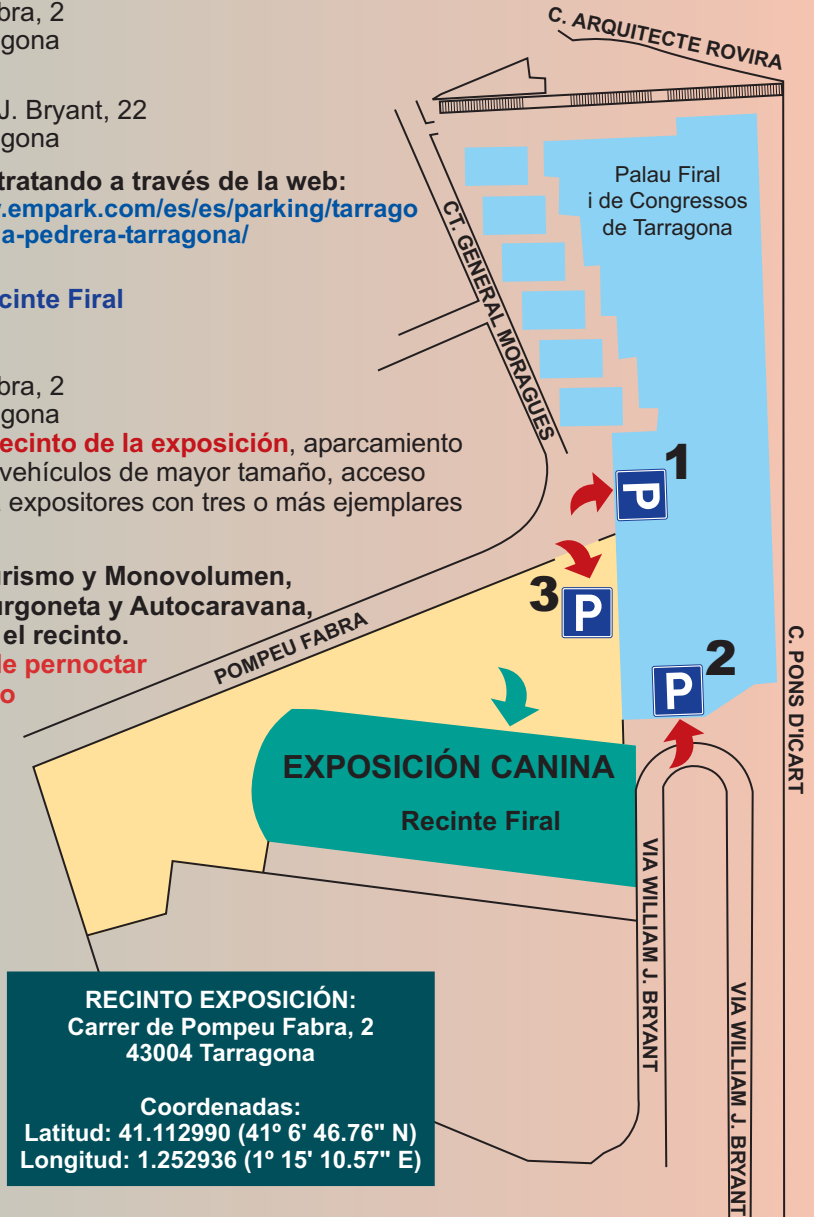 bra, 2
gona
J. Bryant, 22
agona
tratando a través de la web:
.empark.com/es/es/parking/tarrago
a-pedrera-tarragona/
cinte Firal
bra, 2
gona
ecinto de la exposición, aparcamiento
vehículos de mayor tamaño, acceso
expositores con tres o más ejemplares
urismo y Monovolumen,
urgoneta y Autocaravana,
el recinto.
de pernoctar
o
C. ARQUITECTE ROVIRA
Palau Firal
i de Congressos
de Tarragona
CT. GENERAL MORAGUES
1
P
3
P
2
P
POMPEU FABRA
C. PONS D'ICART
EXPOSICIÓN CANINA
Recinte Firal
VIA WILLIAM J. BRYANT
VIA WILLIAM J. BRYANT
RECINTO EXPOSICIÓN:
Carrer de Pompeu Fabra, 2
43004 Tarragona
Coordenadas:
Latitud: 41.112990 (41º 6' 46.76" N)
Longitud: 1.252936 (1º 15' 10.57" E)